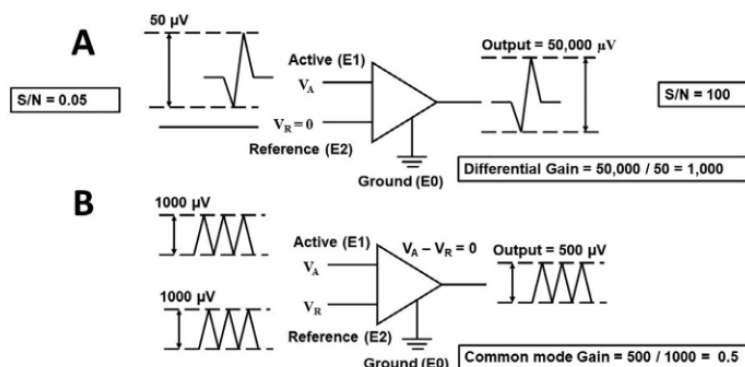 A
50 µV
Output = 50,000 µV
Active (E1)
V_A
S/N = 0.05
S/N = 100
V_R = 0
Reference (E2)
Ground (E0)
Differential Gain = 50,000 / 50 = 1,000
B
1000 µV
Active (E1)
V_A – V_R = 0
Output = 500 µV
V_A
1000 µV
V_R
Reference (E2)
Ground (E0)
Common mode Gain = 500 / 1000 = 0.5